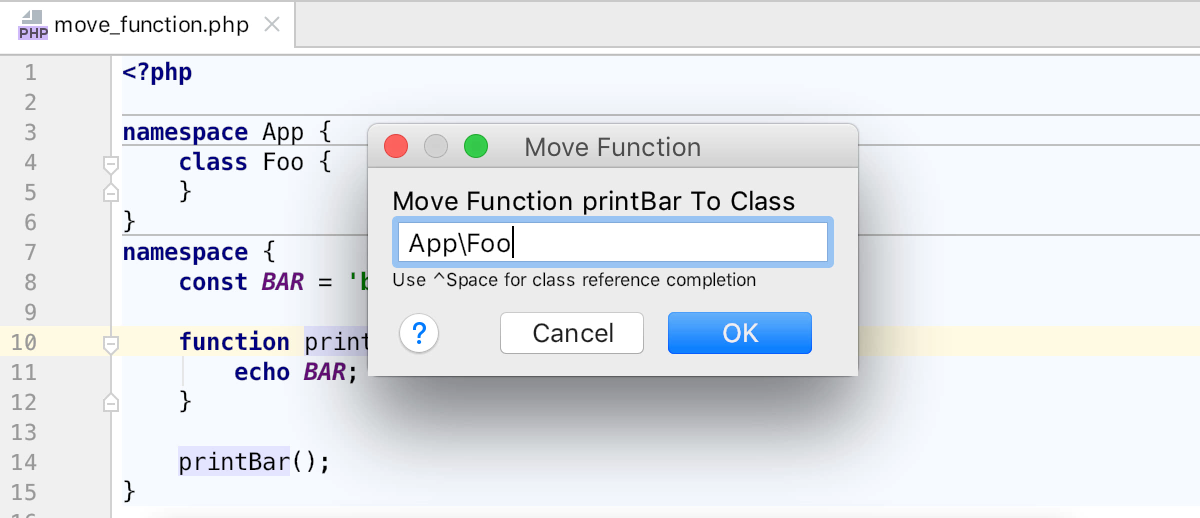 PHP move_function.php
1 <?php
2
3 namespace App {
4 class Foo {
5 }
6 }
7 namespace {
8 const BAR = '
9
10 function
11 echo BAR;
12 }
13
14 printBar();
15 }
Move Function
Move Function printBar To Class
App\Foo
Use ^Space for class reference completion
? Cancel OK